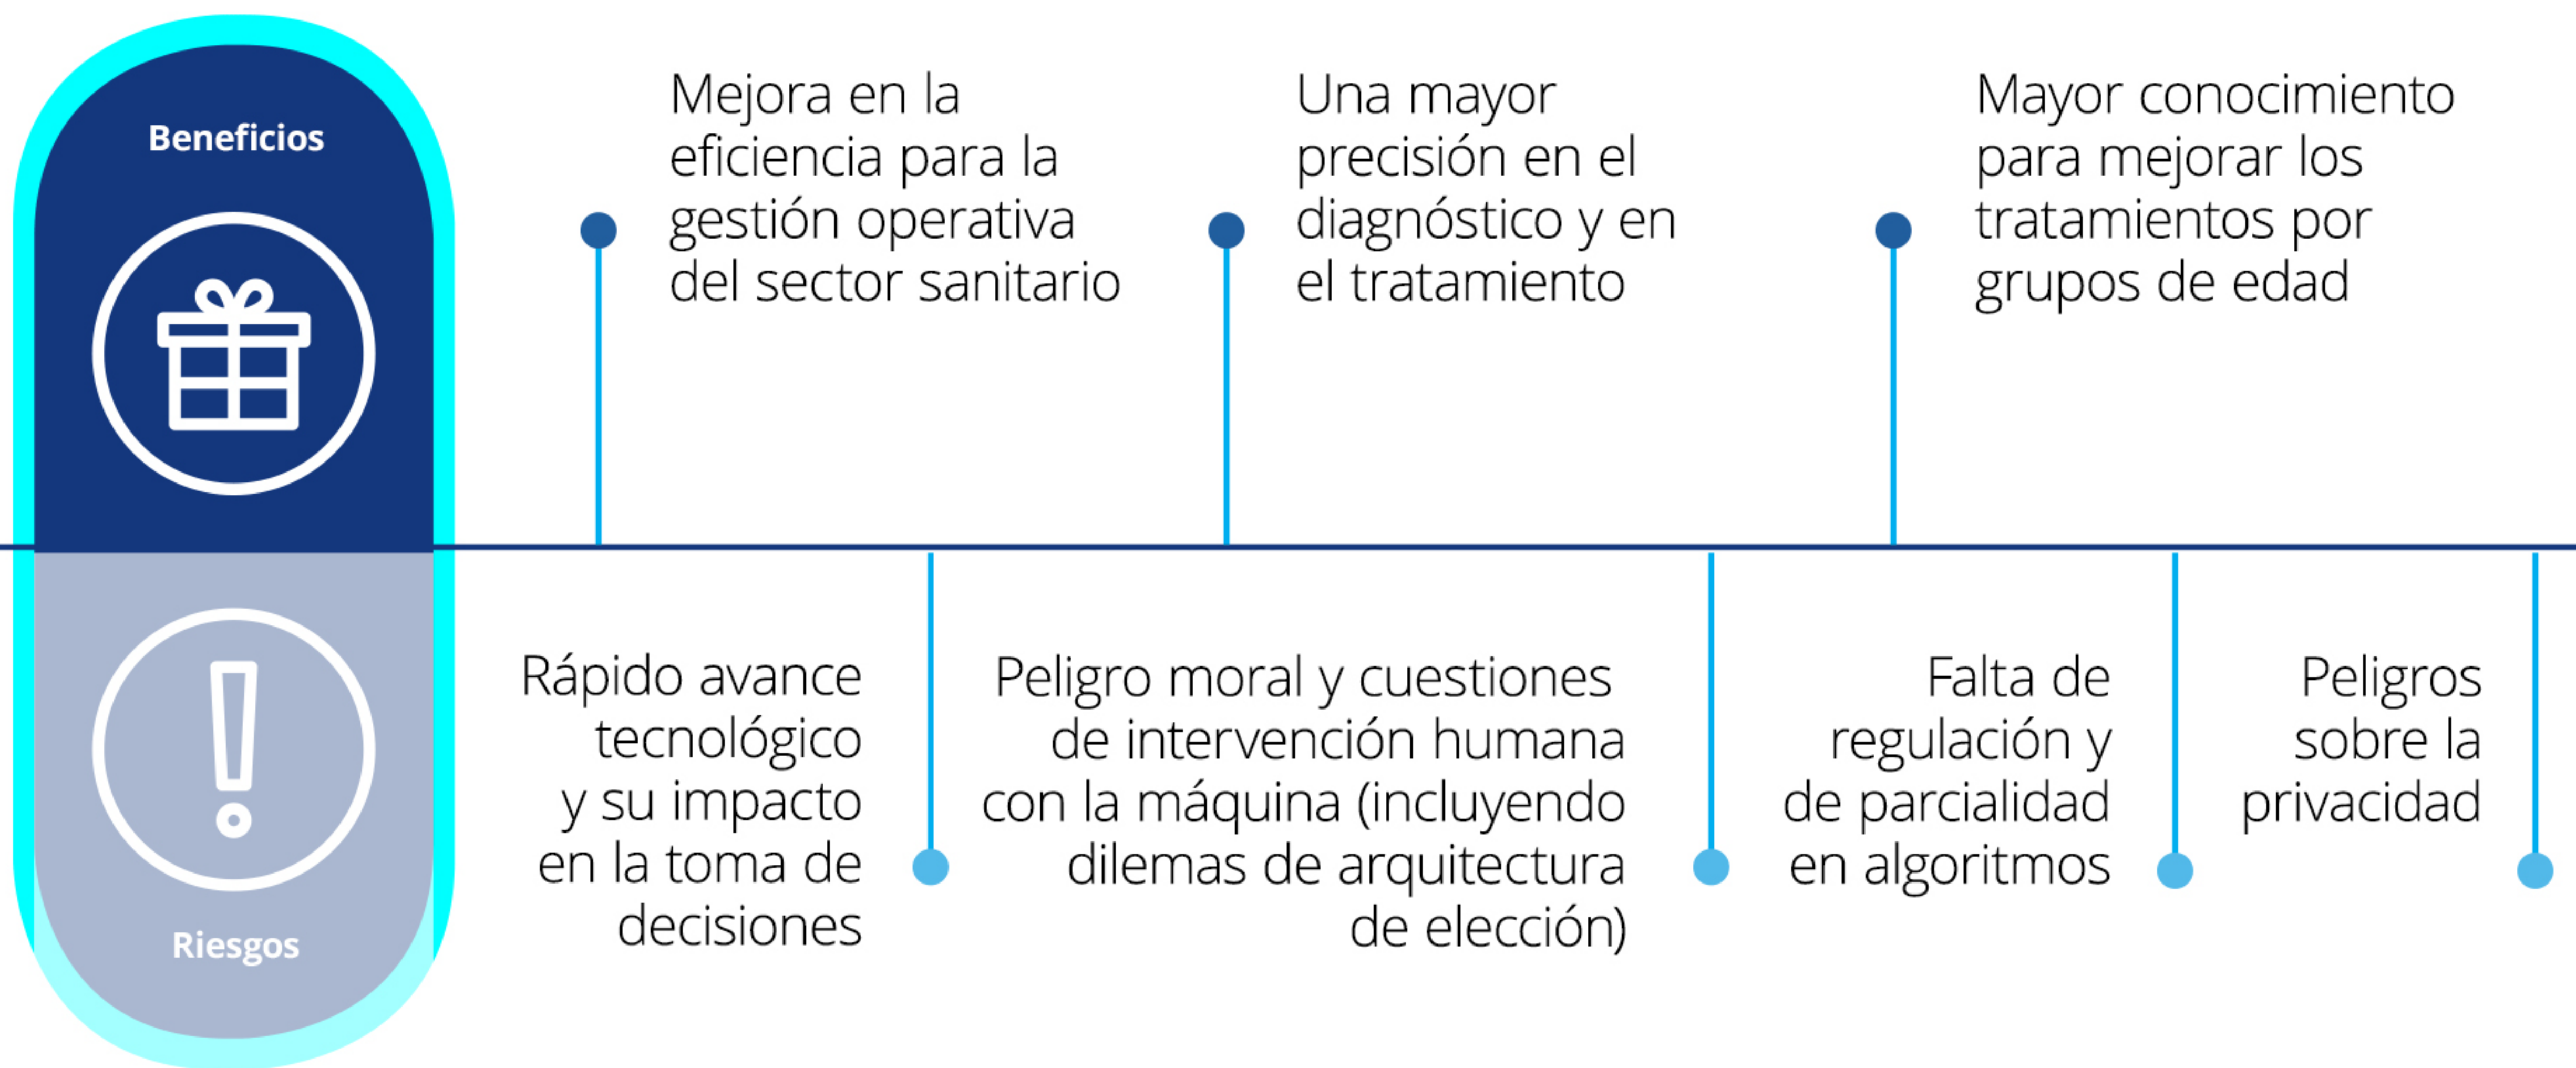 Beneficios
Mejora en la
eficiencia para la
gestión operativa
del sector sanitario
Una mayor
precisión en el
diagnóstico y en
el tratamiento
Mayor conocimiento
para mejorar los
tratamientos por
grupos de edad
Riesgos
Rápido avance
tecnológico
y su impacto
en la toma de
decisiones
Peligro moral y cuestiones
de intervención humana
con la máquina (incluyendo
dilemas de arquitectura
de elección)
Falta de
regulación y
de parcialidad
en algoritmos
Peligros
sobre la
privacidad